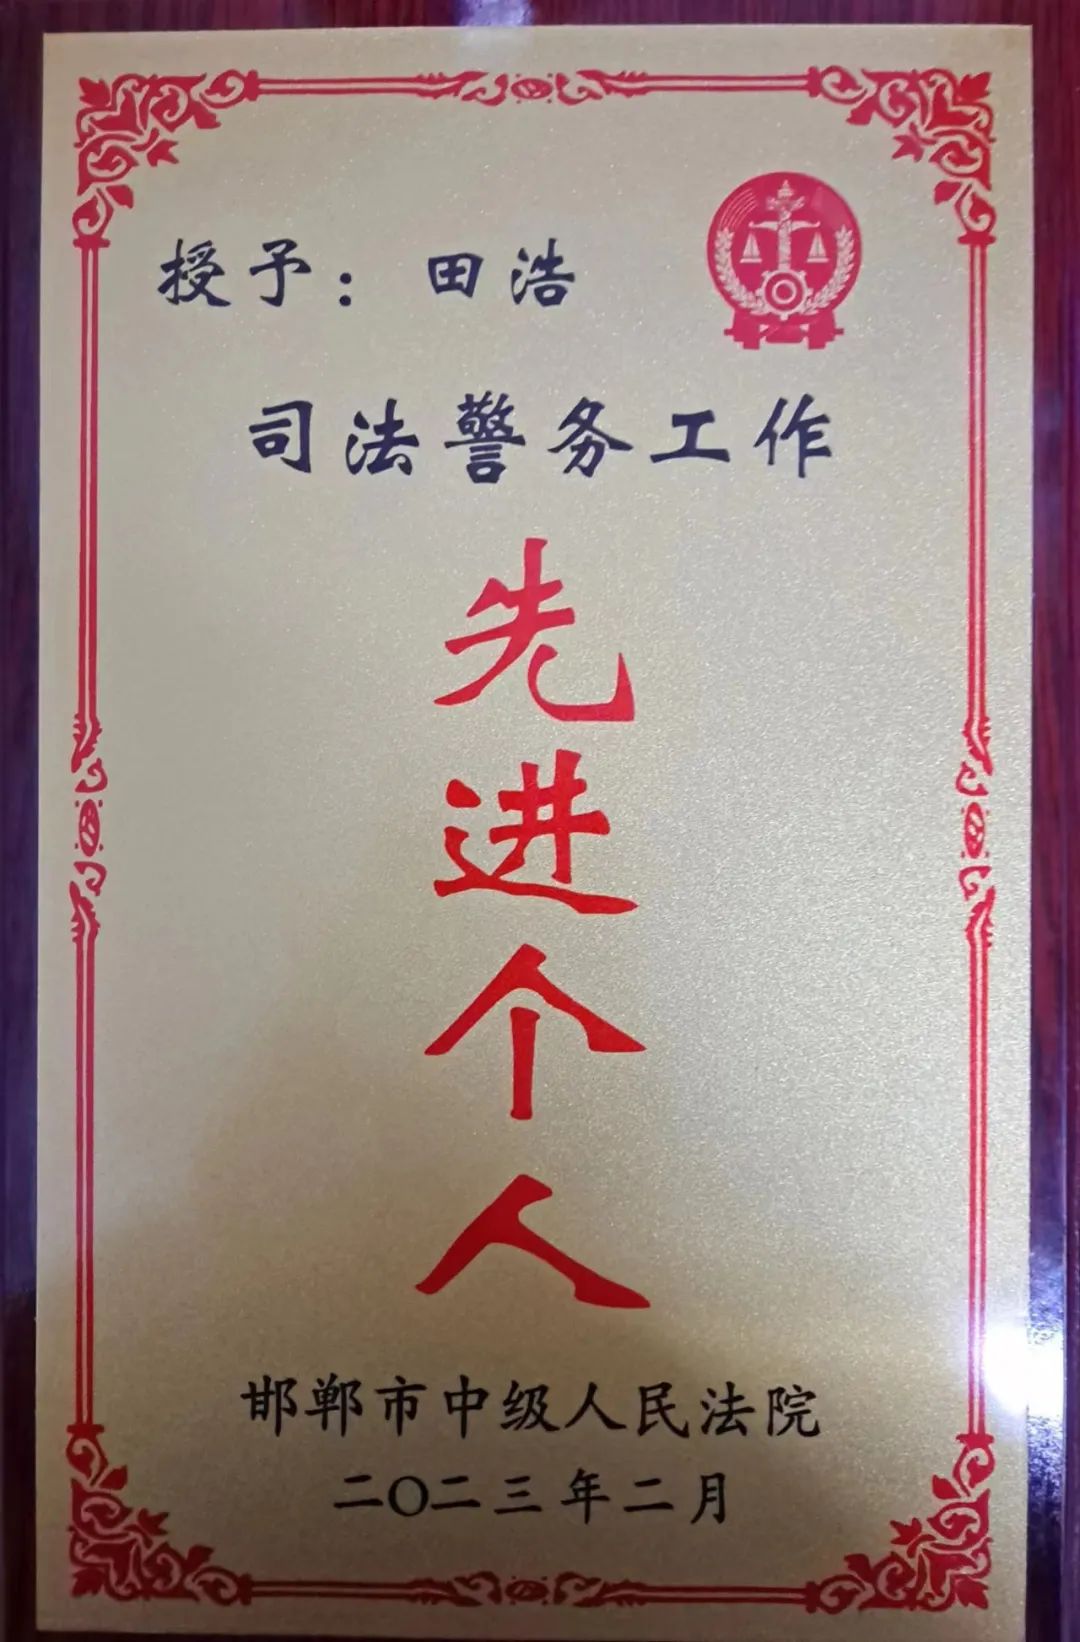 授予：田浩
司法警务工作
先
进
个
人
邯郸市中级人民法院
二〇二三年二月